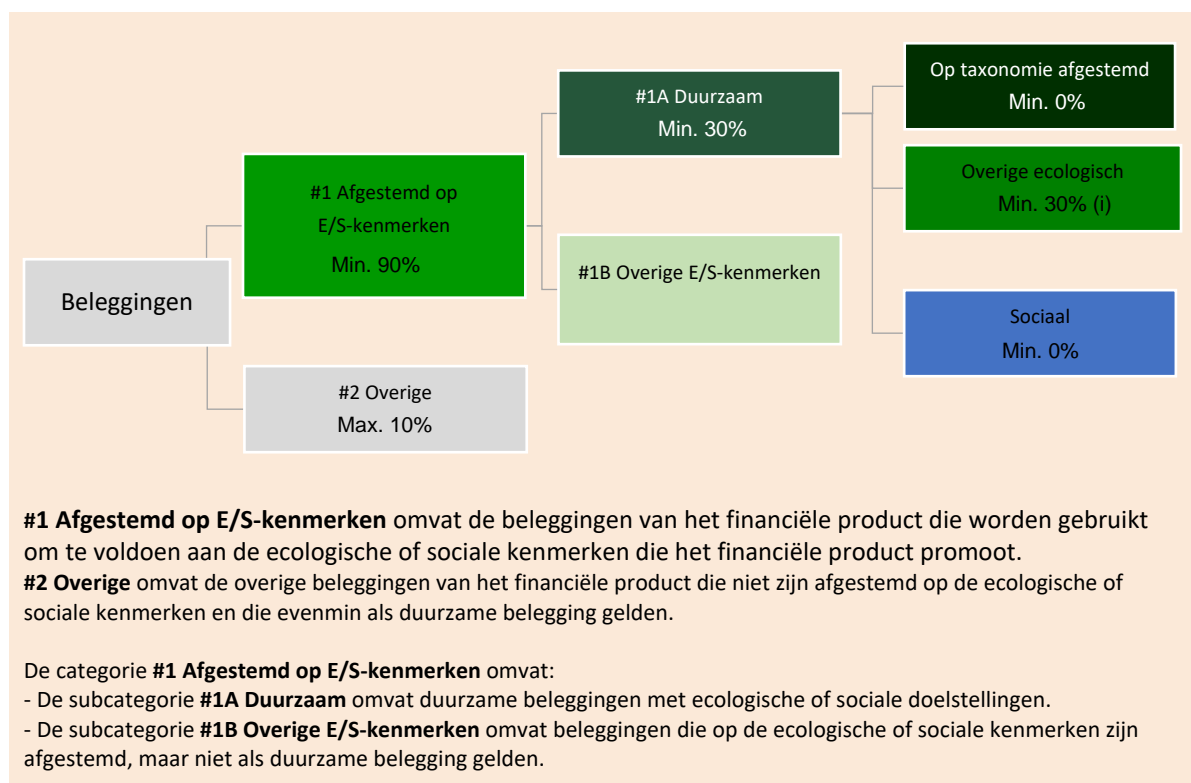 Op taxonomie afgestemd
Min. 0%
#1A Duurzaam
Min. 30%
#1 Afgestemd op
E/S-kenmerken
Min. 90%
Overige ecologisch
Min. 30% (i)
#1B Overige E/S-kenmerken
Beleggingen
Sociaal
Min. 0%
#2 Overige
Max. 10%
#1 Afgestemd op E/S-kenmerken omvat de beleggingen van het financiële product die worden gebruikt
om te voldoen aan de ecologische of sociale kenmerken die het financiële product promoot.
#2 Overige omvat de overige beleggingen van het financiële product die niet zijn afgestemd op de ecologische of
sociale kenmerken en die evenmin als duurzame belegging gelden.
De categorie #1 Afgestemd op E/S-kenmerken omvat:
- De subcategorie #1A Duurzaam omvat duurzame beleggingen met ecologische of sociale doelstellingen.
- De subcategorie #1B Overige E/S-kenmerken omvat beleggingen die op de ecologische of sociale kenmerken zijn
afgestemd, maar niet als duurzame belegging gelden.